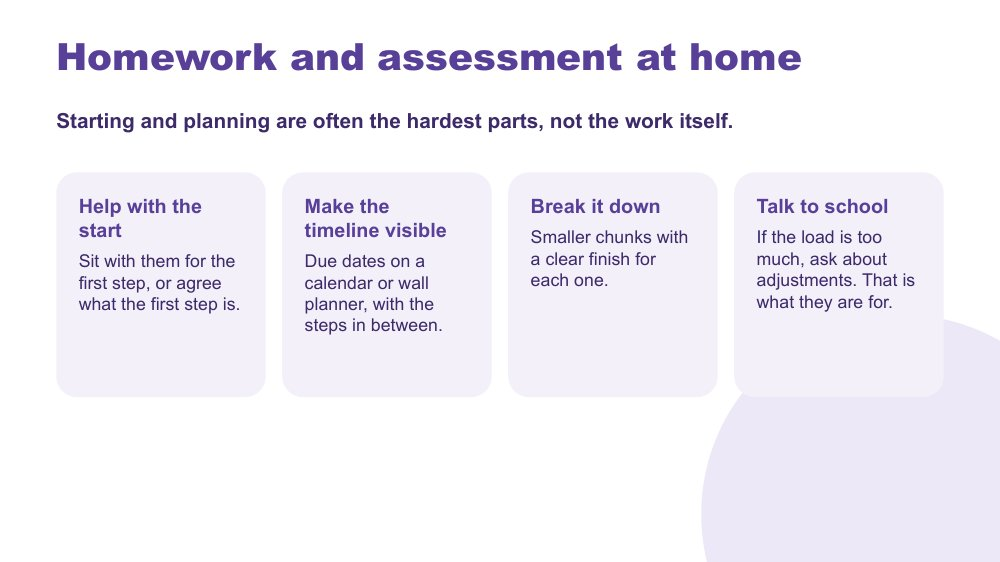 Homework and assessment at home
Starting and planning are often the hardest parts, not the work itself.
Help with the
start
Sit with them for the
first step, or agree
what the first step is.
Make the
timeline visible
Due dates on a
calendar or wall
planner, with the
steps in between.
Break it down
Smaller chunks with
a clear finish for
each one.
Talk to school
If the load is too
much, ask about
adjustments. That is
what they are for.